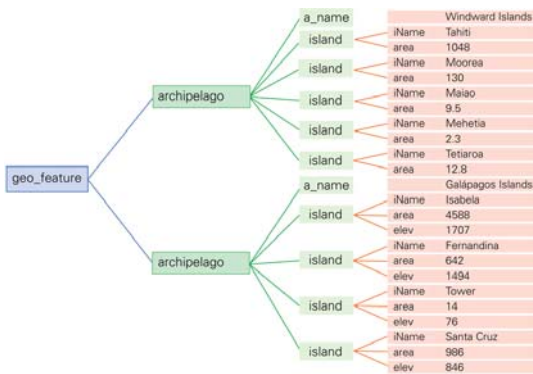 geo_feature
archipelago
a_name Windward Islands
island iName Tahiti
area 1048
island iName Moorea
area 130
island iName Maiao
area 9.5
island iName Mehetia
area 2.3
island iName Tetiaroa
area 12.8
archipelago
a_name Galápagos Islands
island iName Isabela
area 4588
elev 1707
island iName Fernandina
area 642
elev 1494
island iName Tower
area 14
elev 76
island iName Santa Cruz
area 986
elev 846